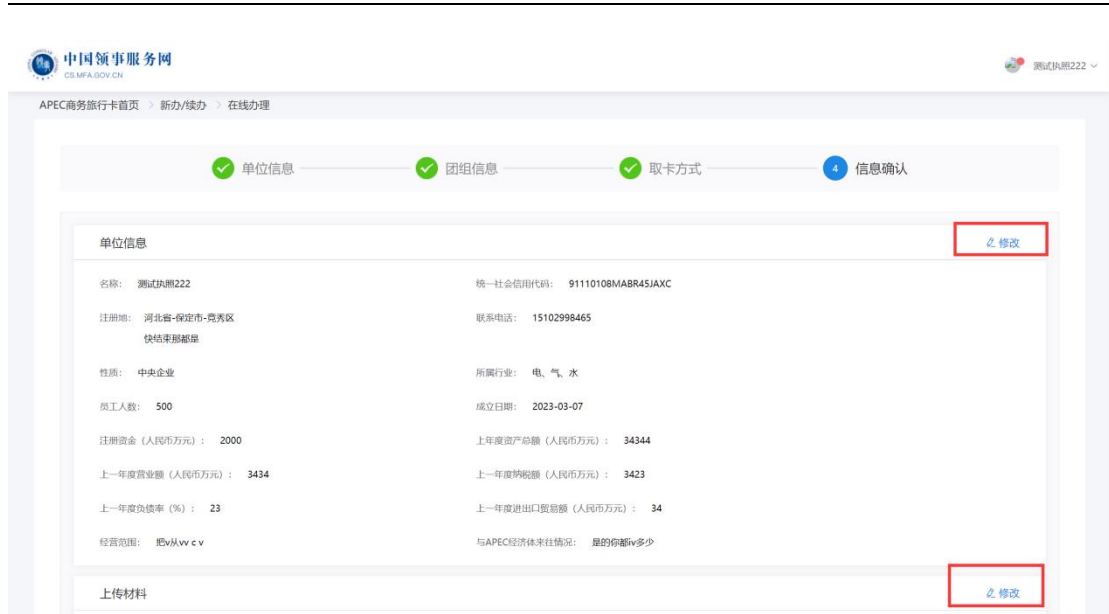 中国领事服务网
CS.MFA.GOV.CN
测试执照222
APEC商务旅行卡首页 > 新办/续办 > 在线办理
单位信息 团组信息 取卡方式 4 信息确认
单位信息 修改
名称: 测试执照222 统一社会信用代码: 91110108MABR45JAXC
注册地: 河北省-保定市-竞秀区 联系电话: 15102998465
快结束那都是
性质: 中央企业 所属行业: 电、气、水
员工人数: 500 成立日期: 2023-03-07
注册资金 (人民币万元) : 2000 上年度资产总额 (人民币万元) : 34344
上一年度营业额 (人民币万元) : 3434 上一年度纳税额 (人民币万元) : 3423
上一年度负债率 (%) : 23 上一年度进出口贸易额 (人民币万元) : 34
经营范围: 把v从vv c v 与APEC经济体来往情况: 是的你都iv多少
上传材料 修改